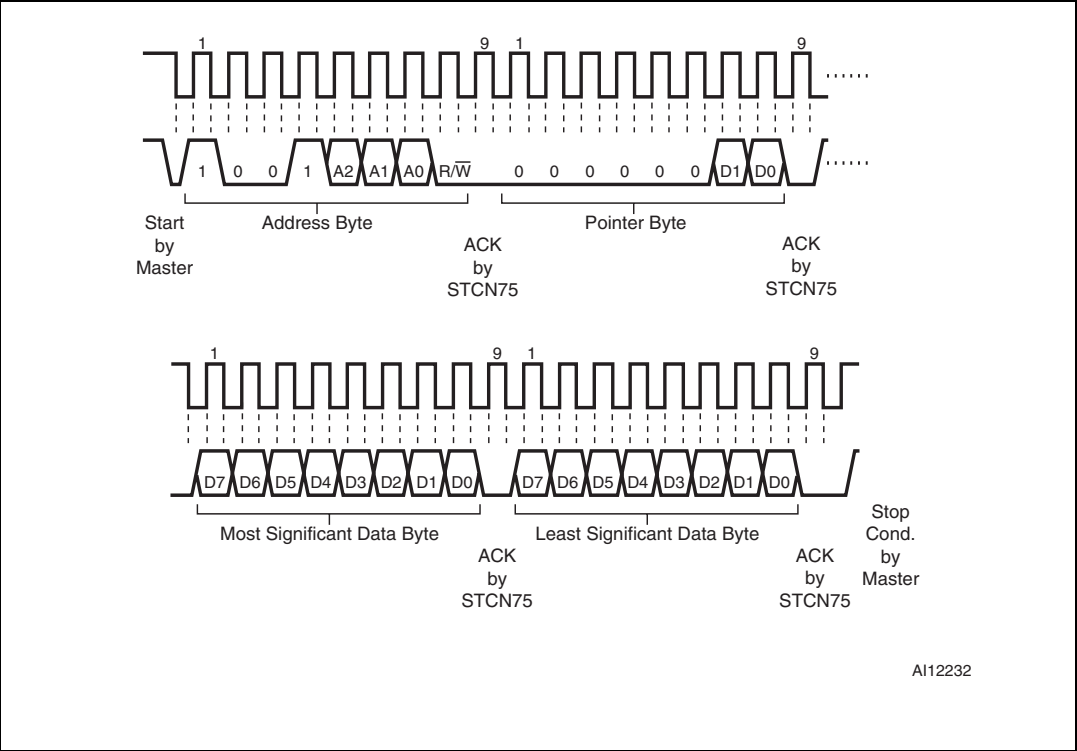 1 9 1 9
1 0 0 1 A2 A1 A0 R/W̅ 0 0 0 0 0 0 D1 D0
Address Byte
Pointer Byte
Start
by
Master
ACK
by
STCN75
ACK
by
STCN75
1 9 1 9
D7 D6 D5 D4 D3 D2 D1 D0 D7 D6 D5 D4 D3 D2 D1 D0
Most Significant Data Byte
Least Significant Data Byte
ACK
by
STCN75
ACK
by
STCN75
Stop
Cond.
by
Master
AI12232